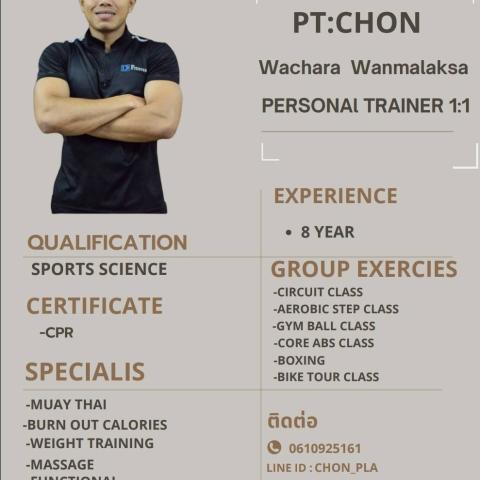 PT:CHON
Wachara Wanmalaksa
PERSONAl TRAINER 1:1
EXPERIENCE
• 8 YEAR
QUALIFICATION
SPORTS SCIENCE
GROUP EXERCIES
-CIRCUIT CLASS
-AEROBIC STEP CLASS
-GYM BALL CLASS
-CORE ABS CLASS
-BOXING
-BIKE TOUR CLASS
CERTIFICATE
-CPR
SPECIALIS
-MUAY THAI
-BURN OUT CALORIES
-WEIGHT TRAINING
-MASSAGE
-FUNCTIONAL
ติดต่อ
0610925161
LINE ID : CHON_PLA